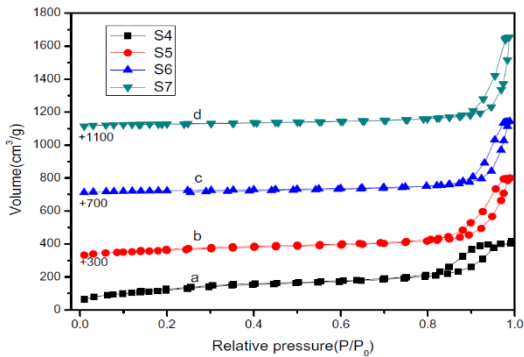 1800
1600
1400
1200
1000
800
600
400
200
0
Volume(cm³/g)
S4
S5
S6
S7
d
+1100
c
+700
b
+300
a
0.0 0.2 0.4 0.6 0.8 1.0
Relative pressure(P/P₀)